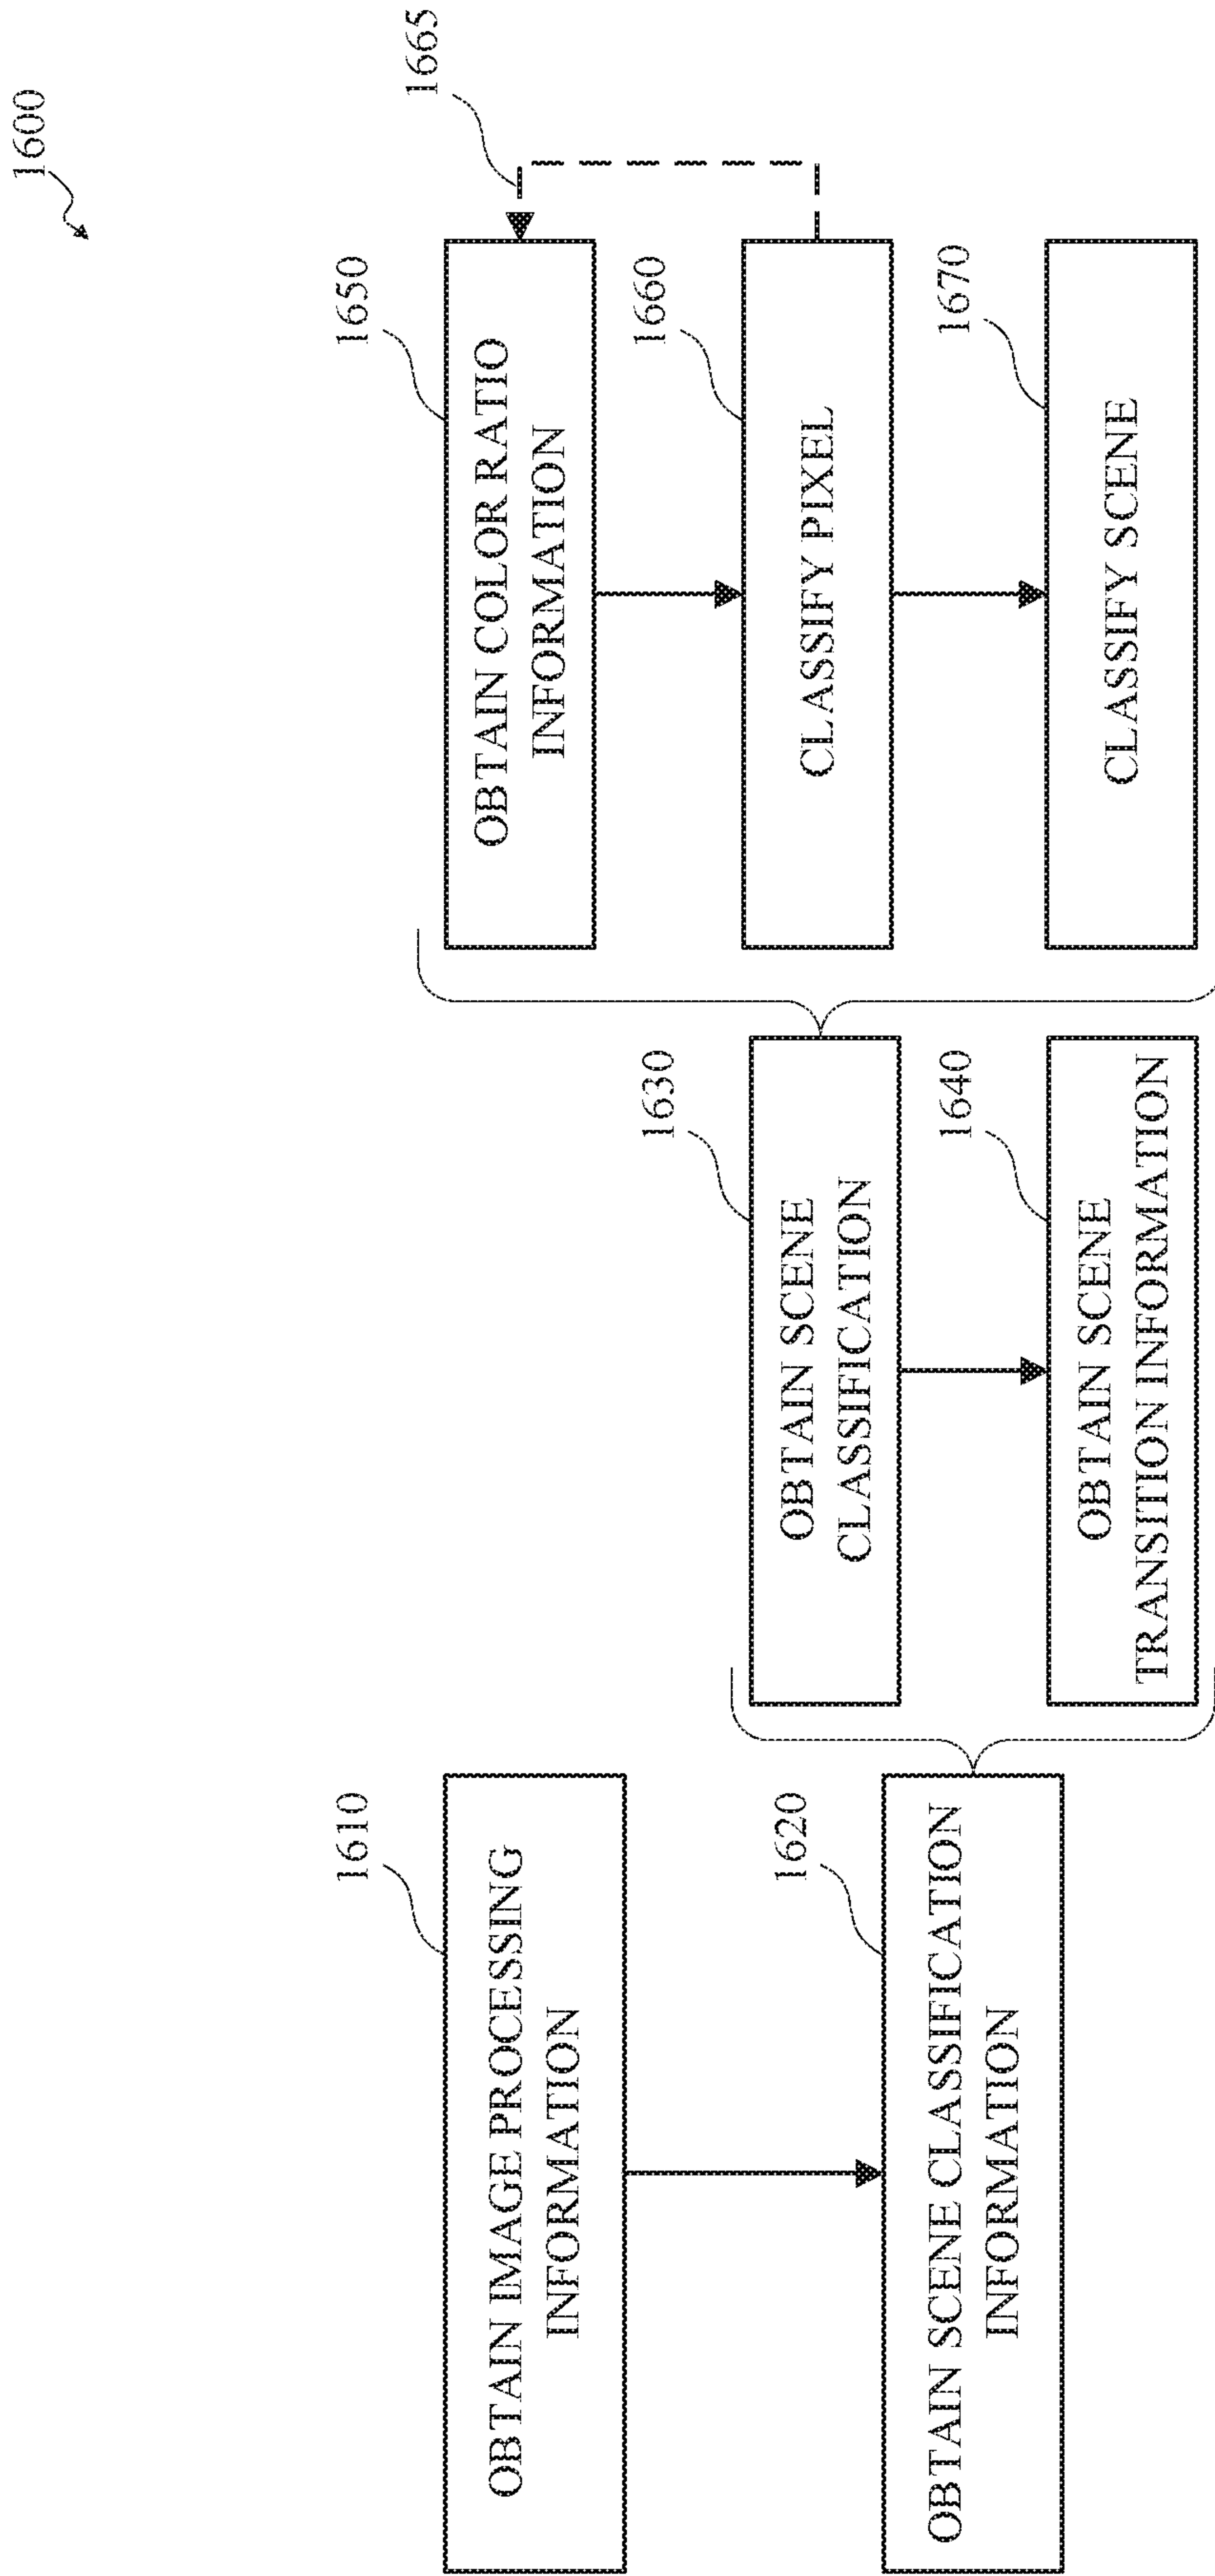 1600
1610
OBTAIN IMAGE PROCESSING
INFORMATION
1620
OBTAIN SCENE CLASSIFICATION
INFORMATION
1630
OBTAIN SCENE
CLASSIFICATION
1640
OBTAIN SCENE
TRANSITION INFORMATION
1650
OBTAIN COLOR RATIO
INFORMATION
1665
1660
CLASSIFY PIXEL
1670
CLASSIFY SCENE